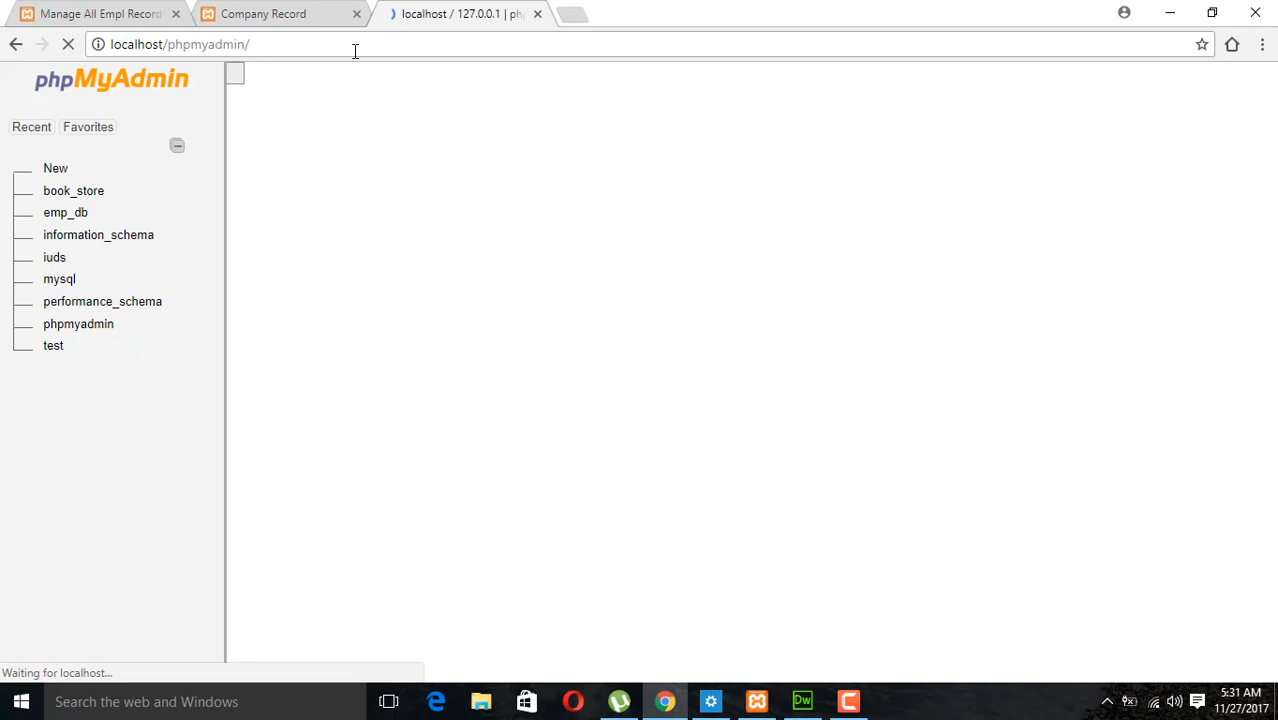 Manage All Empl Record
Company Record
localhost / 127.0.0.1 | ph
localhost/phpmyadmin/
phpMyAdmin
Recent
Favorites
New
book_store
emp_db
information_schema
iuds
mysql
performance_schema
phpmyadmin
test
Waiting for localhost...
Search the web and Windows
Dw
5:31 AM
11/27/2017